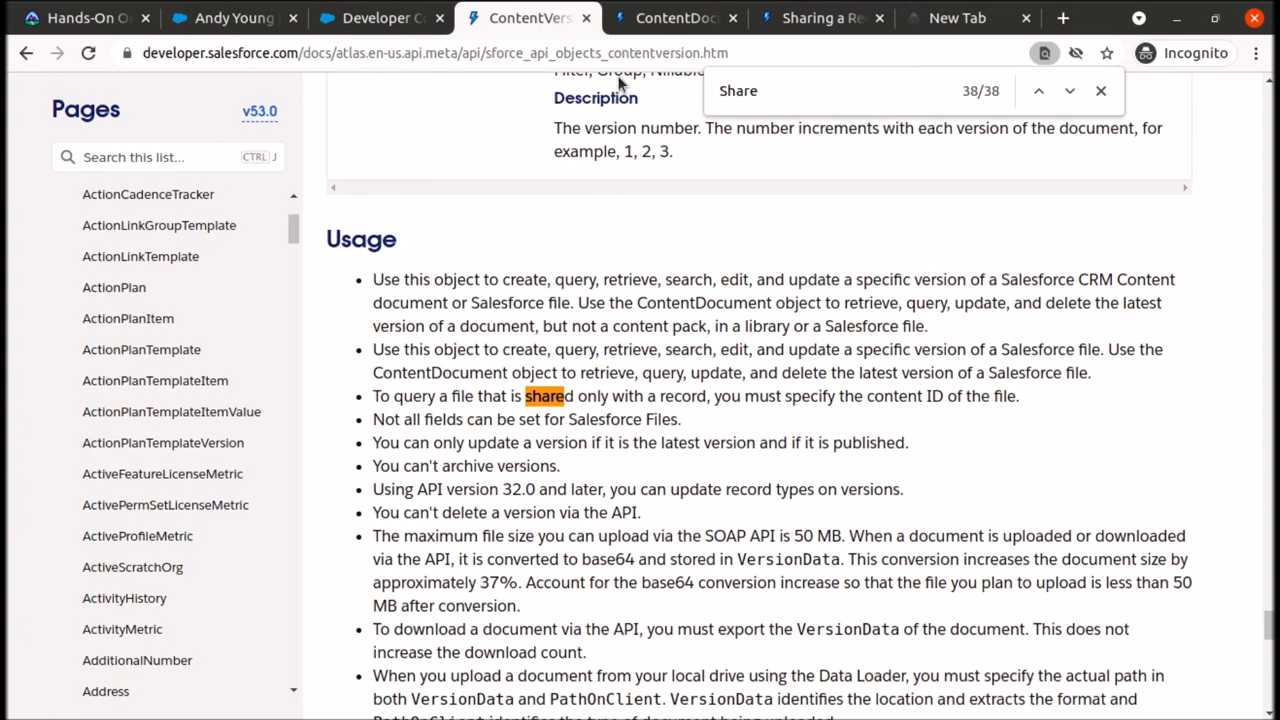 Hands-On O
Andy Young
Developer C
ContentVers
ContentDoc
Sharing a Re
New Tab
developer.salesforce.com/docs/atlas.en-us.api.meta/api/sforce_api_objects_contentversion.htm
Incognito
Share
38/38
Pages
v53.0
Search this list...
CTRL J
ActionCadenceTracker
ActionLinkGroupTemplate
ActionLinkTemplate
ActionPlan
ActionPlanItem
ActionPlanTemplate
ActionPlanTemplateItem
ActionPlanTemplateItemValue
ActionPlanTemplateVersion
ActiveFeatureLicenseMetric
ActivePermSetLicenseMetric
ActiveProfileMetric
ActiveScratchOrg
ActivityHistory
ActivityMetric
AdditionalNumber
Address
Filter, Group, Nillable
Description
The version number. The number increments with each version of the document, for
example, 1, 2, 3.
Usage
• Use this object to create, query, retrieve, search, edit, and update a specific version of a Salesforce CRM Content
document or Salesforce file. Use the ContentDocument object to retrieve, query, update, and delete the latest
version of a document, but not a content pack, in a library or a Salesforce file.
• Use this object to create, query, retrieve, search, edit, and update a specific version of a Salesforce file. Use the
ContentDocument object to retrieve, query, update, and delete the latest version of a Salesforce file.
• To query a file that is shared only with a record, you must specify the content ID of the file.
• Not all fields can be set for Salesforce Files.
• You can only update a version if it is the latest version and if it is published.
• You can't archive versions.
• Using API version 32.0 and later, you can update record types on versions.
• You can't delete a version via the API.
• The maximum file size you can upload via the SOAP API is 50 MB. When a document is uploaded or downloaded
via the API, it is converted to base64 and stored in VersionData. This conversion increases the document size by
approximately 37%. Account for the base64 conversion increase so that the file you plan to upload is less than 50
MB after conversion.
• To download a document via the API, you must export the VersionData of the document. This does not
increase the download count.
• When you upload a document from your local drive using the Data Loader, you must specify the actual path in
both VersionData and PathOnClient. VersionData identifies the location and extracts the format and
PathOnClient identifies the type of document being uploaded.